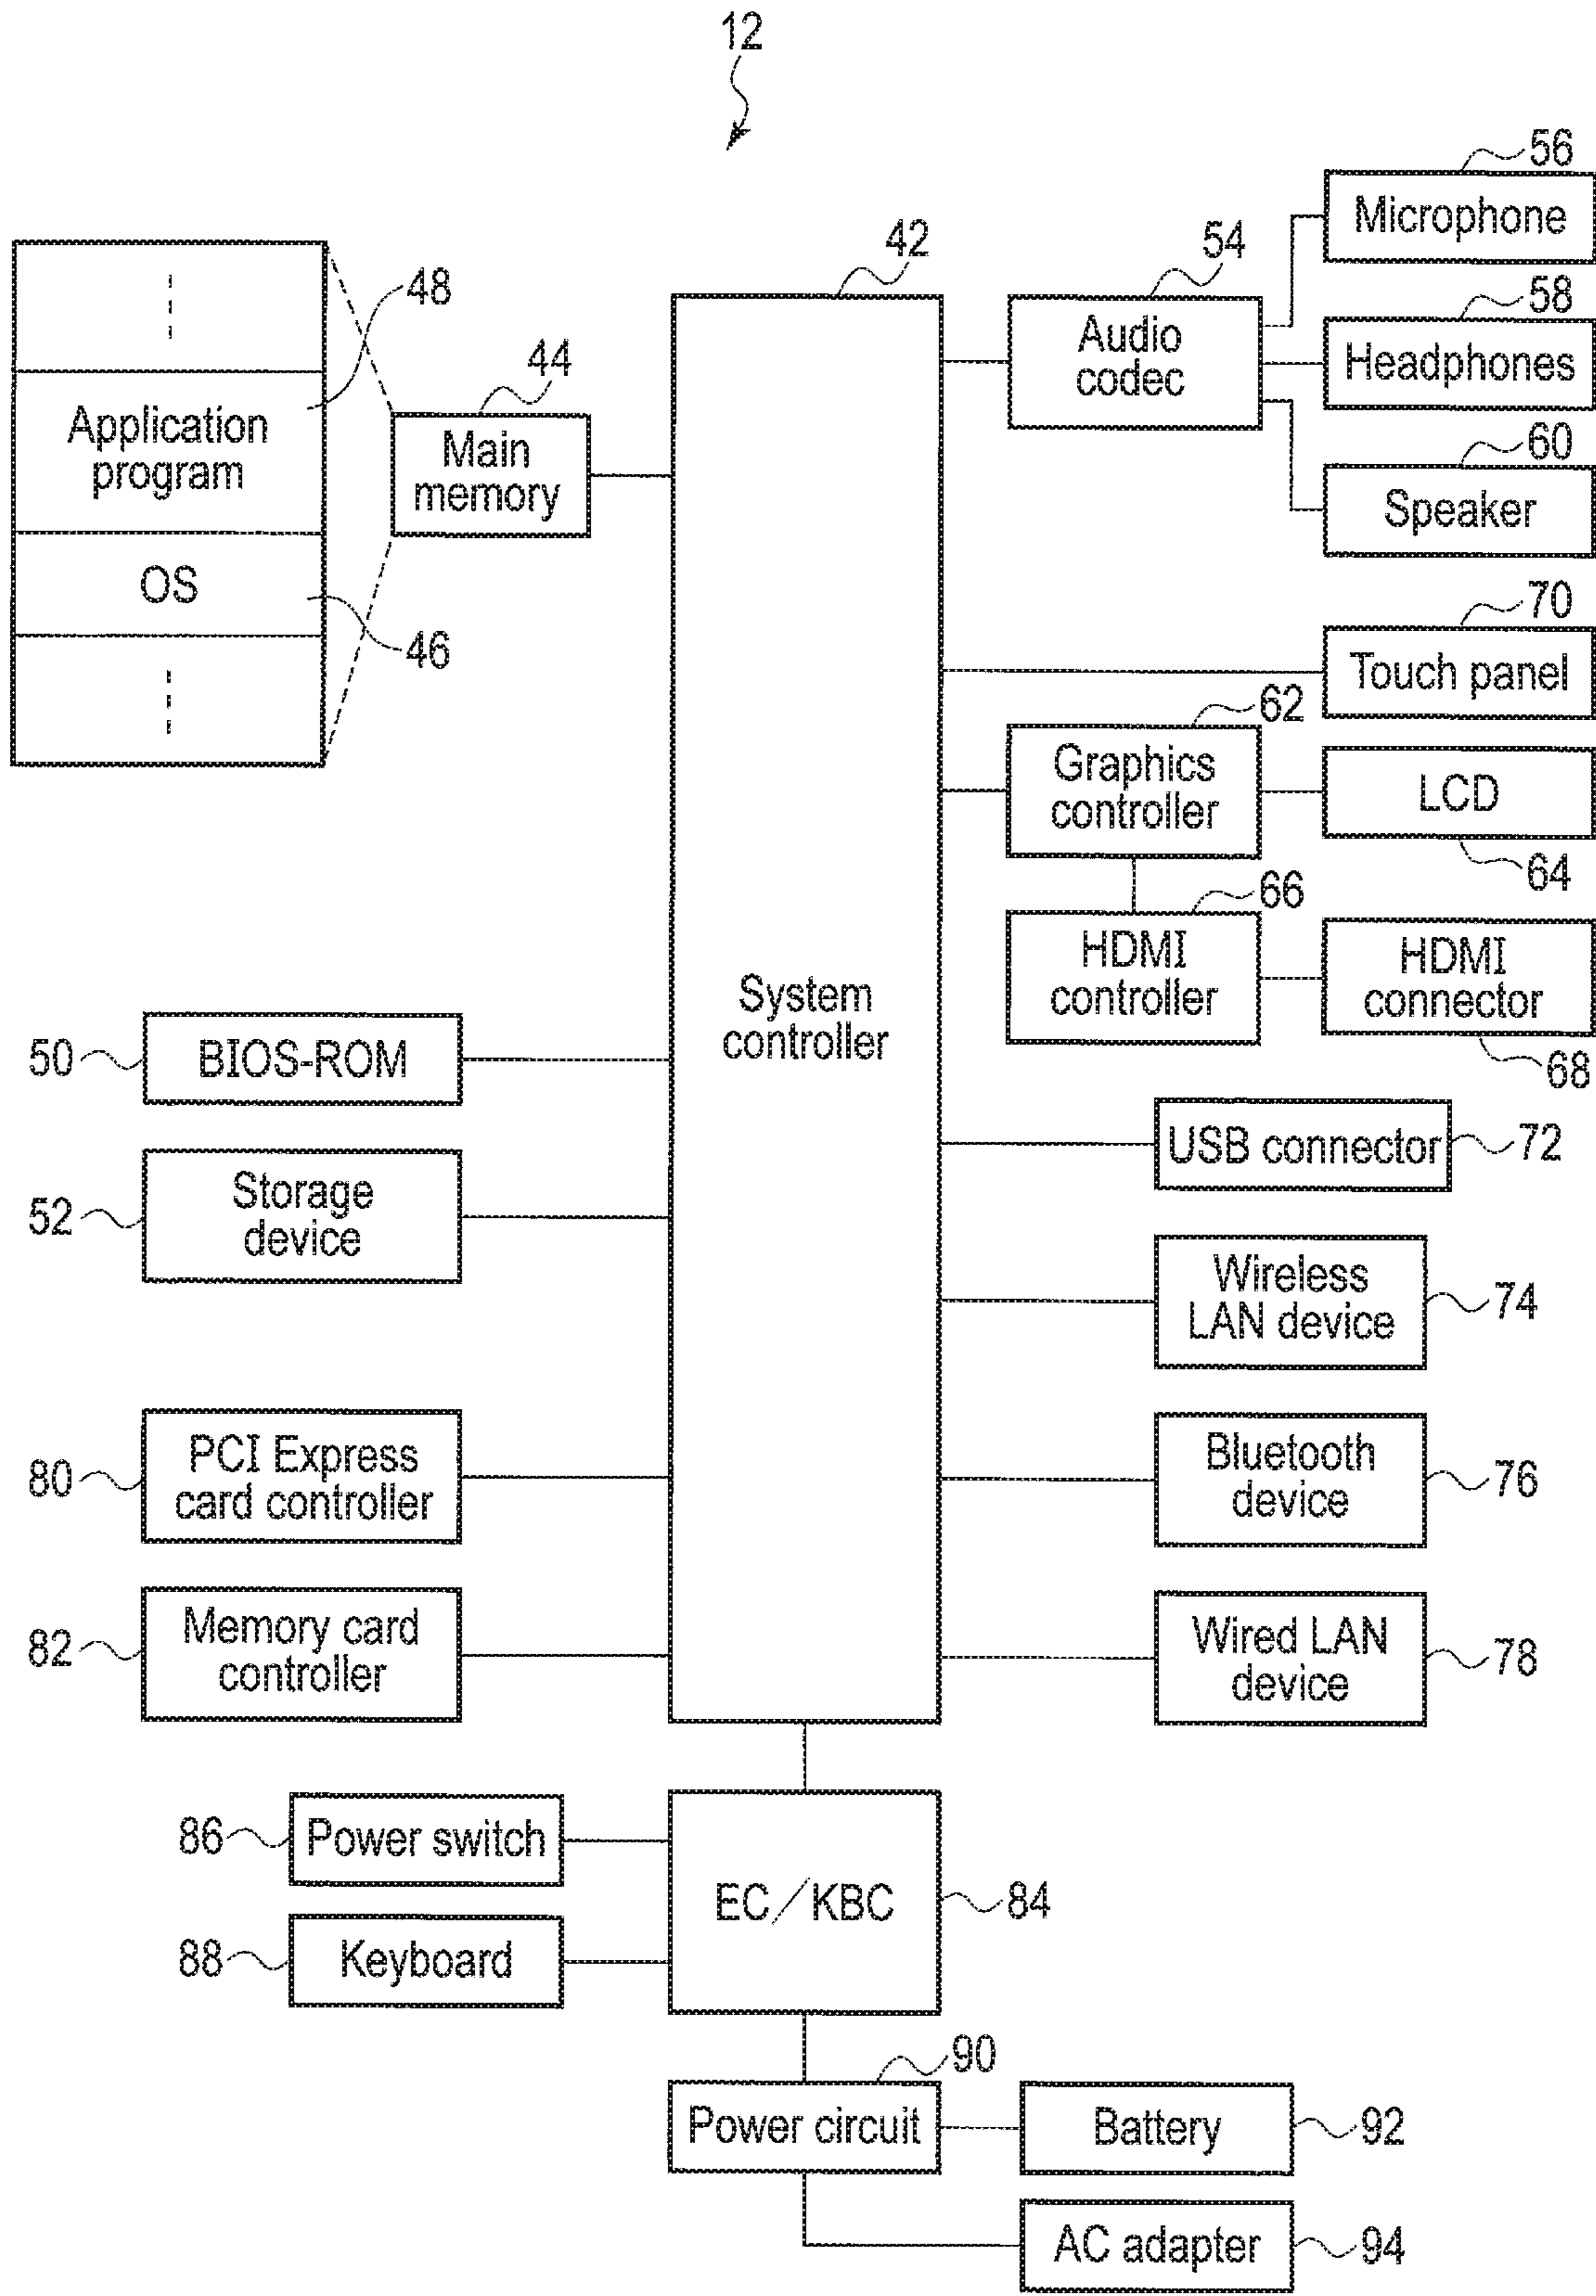 12
56
Microphone
42
54
48
Audio
codec
58
Headphones
44
Application
program
Main
memory
60
Speaker
OS
46
70
Touch panel
62
Graphics
controller
LCD
64
66
HDMI
controller
HDMI
connector
68
System
controller
50
BIOS-ROM
USB connector
72
52
Storage
device
Wireless
LAN device
74
80
PCI Express
card controller
Bluetooth
device
76
82
Memory card
controller
Wired LAN
device
78
86
Power switch
EC/KBC
84
88
Keyboard
90
Power circuit
Battery
92
AC adapter
94